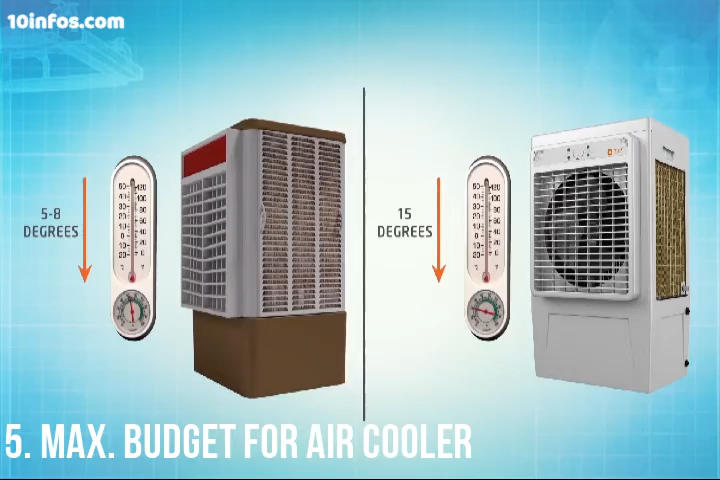 10infos.com
5-8
DEGREES
15
DEGREES
5. MAX. BUDGET FOR AIR COOLER